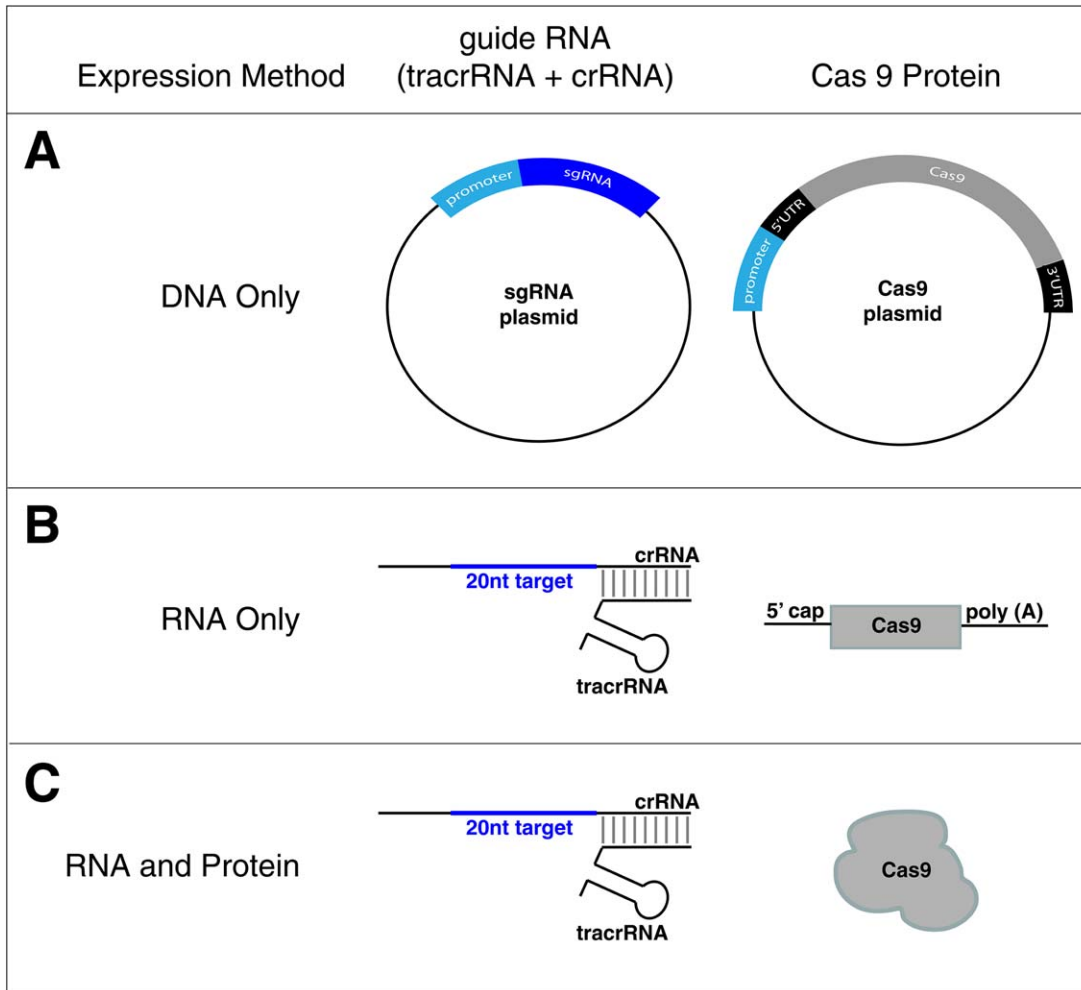 guide RNA
Expression Method (tracrRNA + crRNA) Cas 9 Protein
A
promoter sgRNA
promoter 5'UTR Cas9 3'UTR
DNA Only
sgRNA
plasmid
Cas9
plasmid
B
crRNA
20nt target
RNA Only
5' cap Cas9 poly (A)
tracrRNA
C
crRNA
20nt target
RNA and Protein
Cas9
tracrRNA